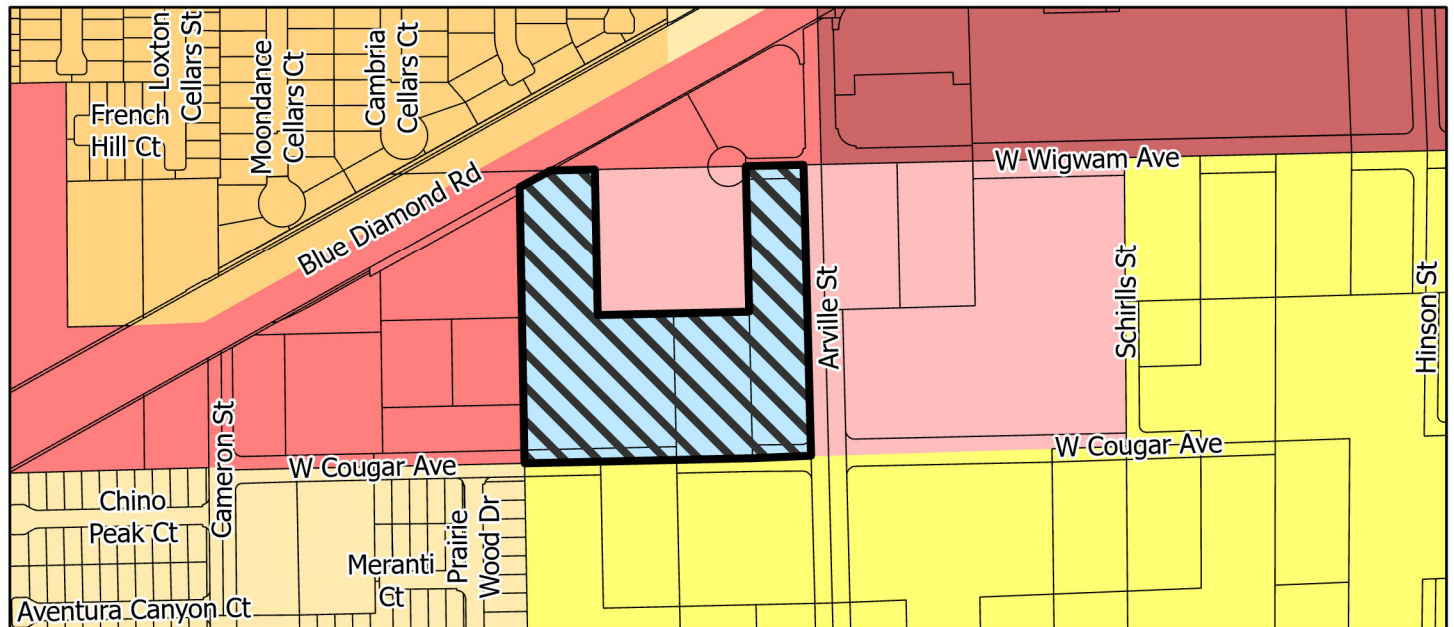 Loxton
Cellars St
Moondance
Cellars Ct
Cambria
Cellars Ct
French
Hill Ct
Blue Diamond Rd
W Wigwam Ave
Arville St
Schirlls St
Hinson St
Cameron St
W Cougar Ave
W Cougar Ave
Chino
Peak Ct
Prairie
Wood Dr
Meranti
Ct
Aventura Canyon Ct